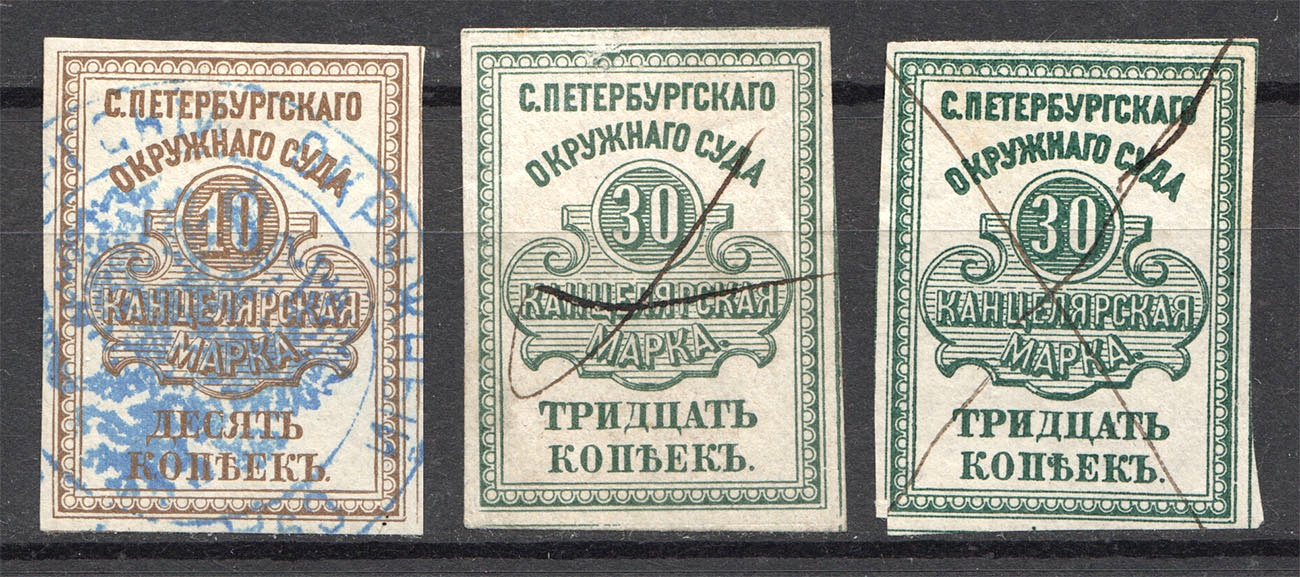 С. ПЕТЕРБУРГСКАГО
ОКРУЖНАГО СУДА
10
КАНЦЕЛЯРСКАЯ
МАРКА.
ДЕСЯТЬ
КОПѢЕКЪ.
С. ПЕТЕРБУРГСКАГО
ОКРУЖНАГО СУДА
30
КАНЦЕЛЯРСКАЯ
МАРКА.
ТРИДЦАТЬ
КОПѢЕКЪ.
С. ПЕТЕРБУРГСКАГО
ОКРУЖНАГО СУДА
30
КАНЦЕЛЯРСКАЯ
МАРКА.
ТРИДЦАТЬ
КОПѢЕКЪ.